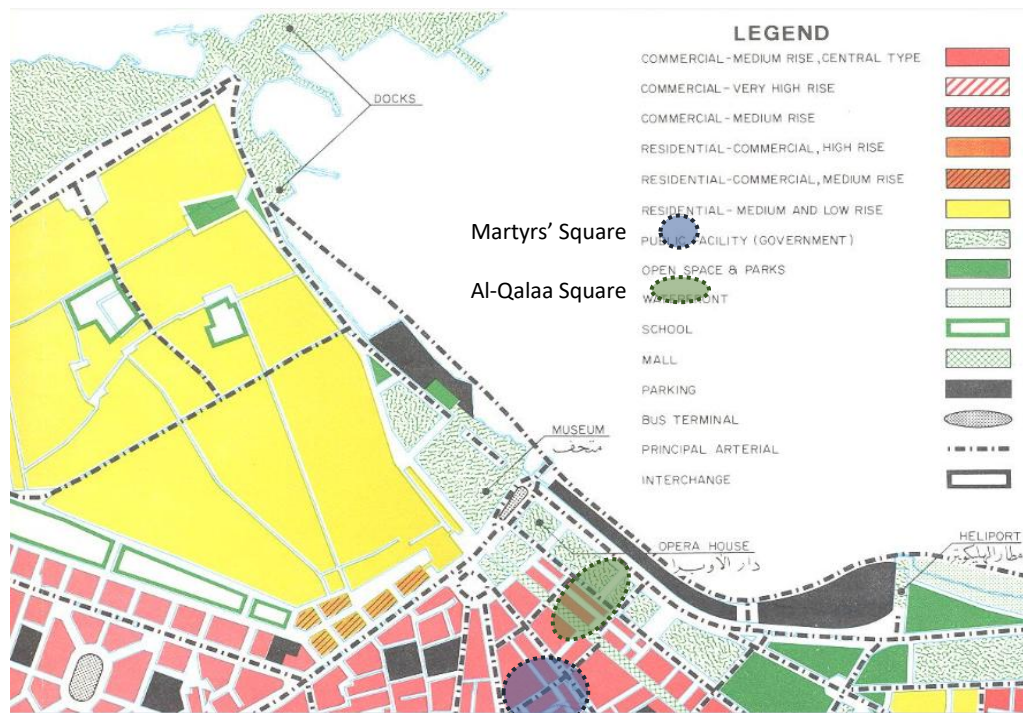 LEGEND
COMMERCIAL-MEDIUM RISE, CENTRAL TYPE
COMMERCIAL-VERY HIGH RISE
COMMERCIAL-MEDIUM RISE
RESIDENTIAL-COMMERCIAL, HIGH RISE
RESIDENTIAL-COMMERCIAL, MEDIUM RISE
RESIDENTIAL-MEDIUM AND LOW RISE
Martyrs' Square
PUBLIC FACILITY (GOVERNMENT)
OPEN SPACE & PARKS
Al-Qalaa Square
WATERFRONT
SCHOOL
MALL
PARKING
BUS TERMINAL
PRINCIPAL ARTERIAL
INTERCHANGE
DOCKS
MUSEUM
متحف
OPERA HOUSE
دار الأوبرا
HELIPORT
مطار الهليكوبتر